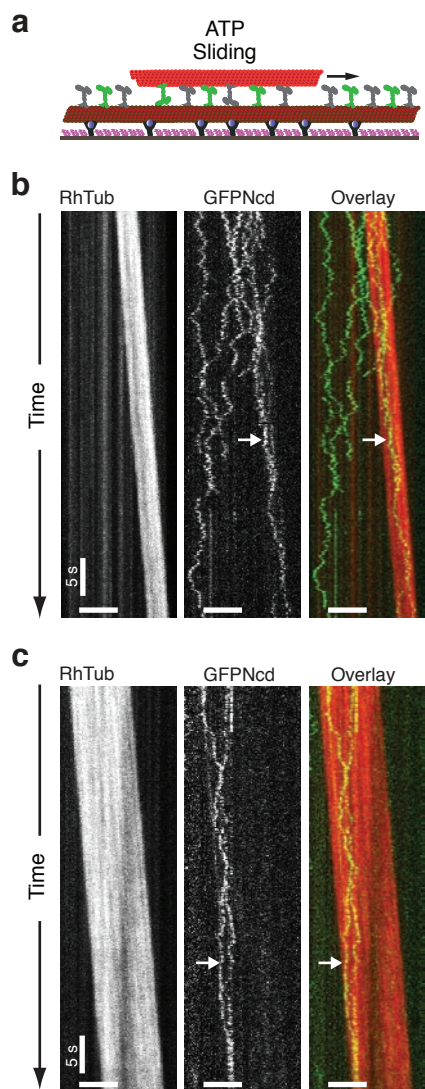 a
ATP
Sliding
b
RhTub
GFPNcd
Overlay
Time
5 s
c
RhTub
GFPNcd
Overlay
Time
5 s